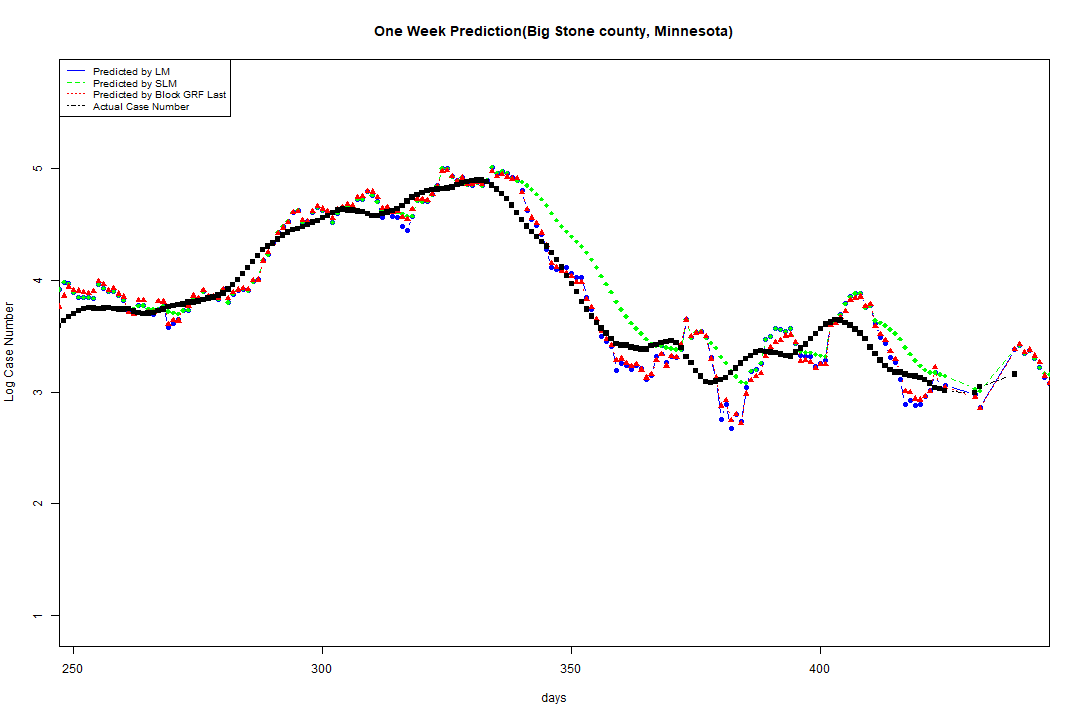 One Week Prediction(Big Stone county, Minnesota)
Predicted by LM
Predicted by SLM
Predicted by Block GRF Last
Actual Case Number
5
4
3
2
1
Log Case Number
250 300 350 400
days